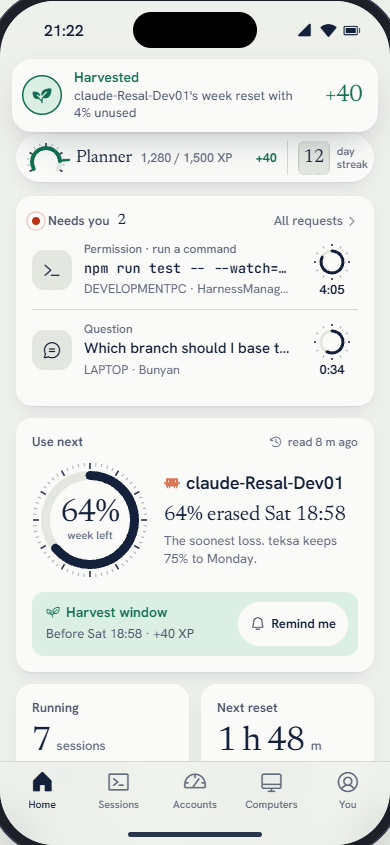 21:22
Harvested
claude-Resal-Dev01's week reset with
4% unused
+40
Planner 1,280 / 1,500 XP +40 12 day streak
Needs you 2 All requests
Permission · run a command
npm run test -- --watch=…
DEVELOPMENTPC · HarnessManag…
4:05
Question
Which branch should I base t…
LAPTOP · Bunyan
0:34
Use next read 8 m ago
64%
week left
claude-Resal-Dev01
64% erased Sat 18:58
The soonest loss. teksa keeps
75% to Monday.
Harvest window
Before Sat 18:58 · +40 XP
Remind me
Running
7 sessions
Next reset
1 h 48 m
Home Sessions Accounts Computers You